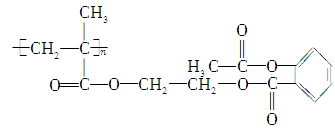 CH₃
O
[CH₂—C]ₙ
H₃C—C—O
O=C—O—CH₂—CH₂—O—C
O